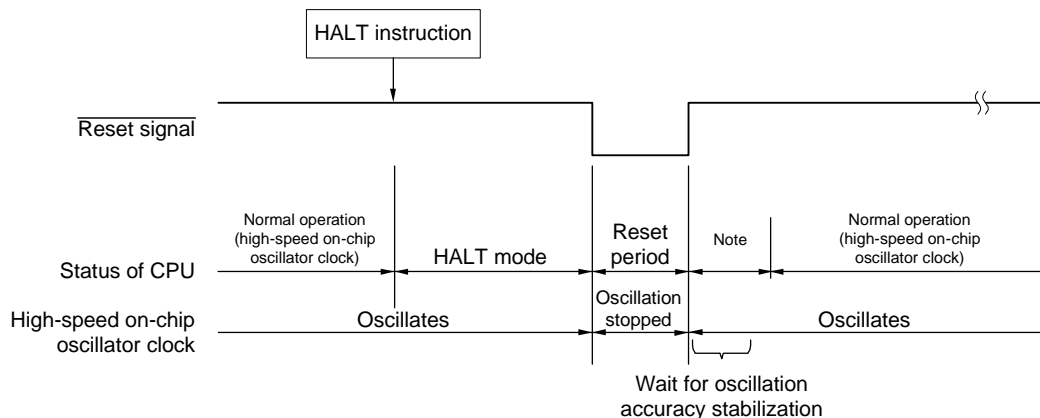 HALT instruction
Reset signal
Normal operation
(high-speed on-chip
oscillator clock)
Status of CPU
HALT mode
Reset
period
Note
Normal operation
(high-speed on-chip
oscillator clock)
High-speed on-chip
oscillator clock
Oscillates
Oscillation
stopped
Oscillates
Wait for oscillation
accuracy stabilization